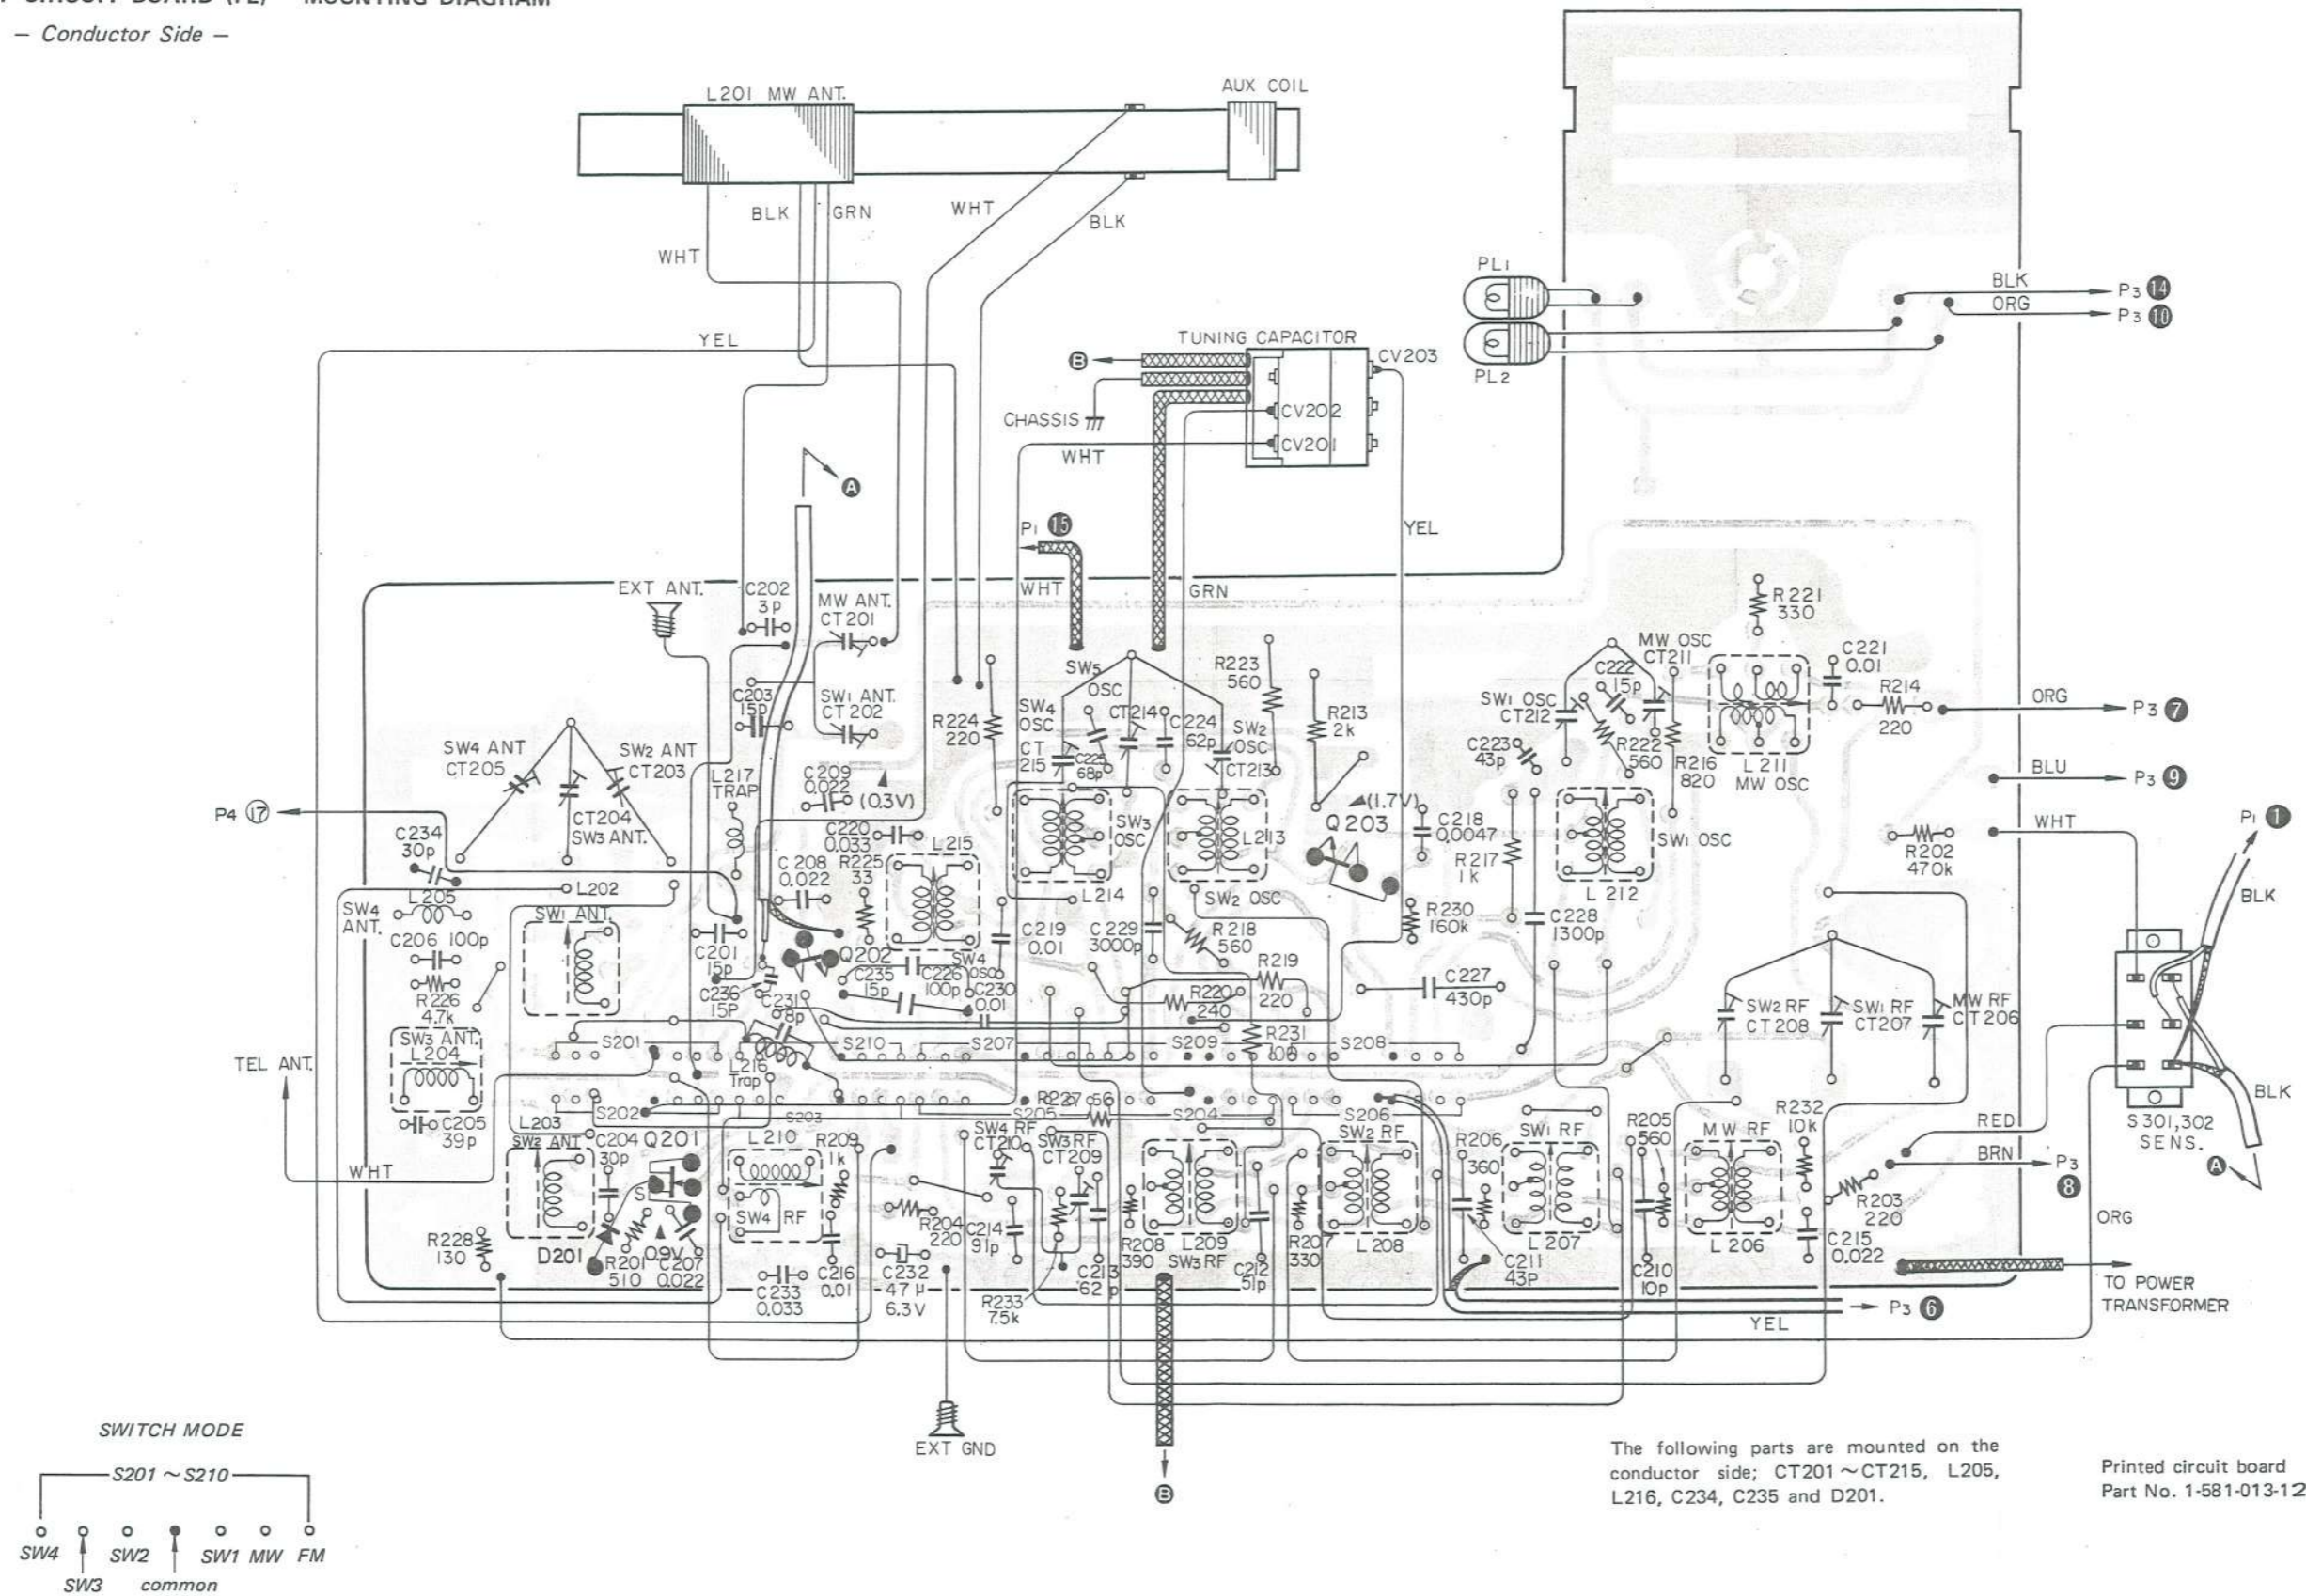 CIRCUIT BOARD
MOUNTING DIAGRAM
– Conductor Side –
L201 MW ANT.
AUX COIL
BLK
GRN
WHT
BLK
WHT
YEL
PL1
PL2
BLK
P3 14
ORG
P3 10
TUNING CAPACITOR
CV203
CV202
CV201
B
CHASSIS
WHT
YEL
A
P1 15
WHT
GRN
EXT ANT.
C202
3p
MW ANT.
CT201
C203
15p
SW1 ANT.
CT202
R224
220
SW5
OSC
SW4
OSC
CT
215
CT214
C225
68p
C224
62p
SW2
OSC
CT213
R223
560
R213
2k
SW1 OSC
CT212
C222
15p
MW OSC
CT211
C223
43p
R222
560
R216
820
R221
330
L211
MW OSC
C221
0.01
R214
220
ORG
P3 7
BLU
P3 9
WHT
R202
470k
P1 1
BLK
SW4 ANT
CT205
SW2 ANT
CT203
CT204
SW3 ANT.
L217
TRAP
C209
0.022
(0.3V)
P4 17
C234
30p
L205
SW4
ANT.
C206 100p
R226
4.7k
SW3 ANT.
L204
C205
39p
L202
SW1 ANT.
C220
0.033
C208
0.022
R225
33
L215
SW3
OSC
L213
L214
SW2 OSC
(1.7V)
Q203
C218
0.0047
R217
1k
SW1 OSC
L212
C201
15p
C236
15P
Q202
C231
8p
C235
15p
C226
100p
SW4
OSC
C230
0.01
C219
0.01
C229
3000p
R218
560
R219
220
R220
240
R231
100
R230
160k
C228
1300p
C227
430p
SW2 RF
CT208
SW1 RF
CT207
MW RF
CT206
S201
L216
Trap
S210
S207
S209
S208
S202
S203
S205
R227 56
S204
S206
TEL ANT.
WHT
L203
SW2 ANT
C204
30p
Q201
S
L210
SW4 RF
R209
1k
R204
220
SW4 RF
CT210
SW3 RF
CT209
SW2 RF
R206
360
SW1 RF
R205
560
MW RF
R232
10k
R203
220
RED
BRN
P3
8
S301,302
SENS.
BLK
A
ORG
R228
130
D201
R201
510
0.9V
C207
0.022
C233
0.033
C216
0.01
C232
47 µ
6.3V
C214
91p
R233
7.5k
C213
62p
R208
390
L209
SW3 RF
C212
51p
R207
330
L208
C211
43p
L207
C210
10p
L206
C215
0.022
TO POWER
TRANSFORMER
P3 6
YEL
EXT GND
B
SWITCH MODE
S201 ~ S210
SW4
SW3
SW2
common
SW1
MW
FM
The following parts are mounted on the
conductor side; CT201 ~ CT215, L205,
L216, C234, C235 and D201.
Printed circuit board
Part No. 1-581-013-12